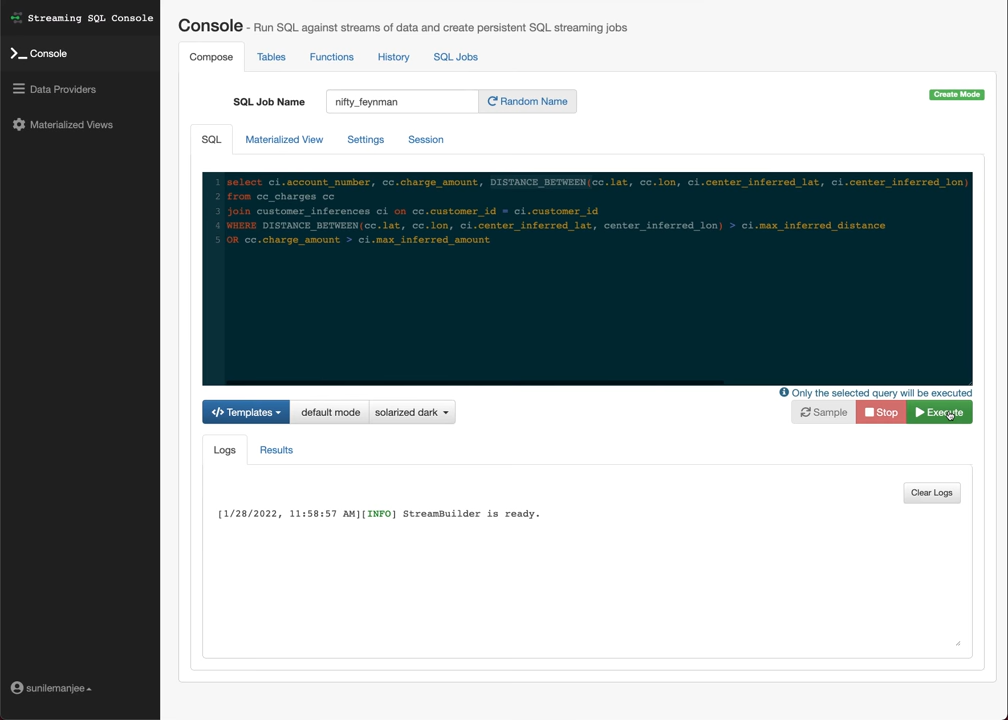 Streaming SQL Console
Console
Data Providers
Materialized Views
sunilemanjee
Console - Run SQL against streams of data and create persistent SQL streaming jobs
Compose Tables Functions History SQL Jobs
SQL Job Name nifty_feynman Random Name Create Mode
SQL Materialized View Settings Session
1 select ci.account_number, cc.charge_amount, DISTANCE_BETWEEN(cc.lat, cc.lon, ci.center_inferred_lat, ci.center_inferred_lon)
2 from cc_charges cc
3 join customer_inferences ci on cc.customer_id = ci.customer_id
4 WHERE DISTANCE_BETWEEN(cc.lat, cc.lon, ci.center_inferred_lat, center_inferred_lon) > ci.max_inferred_distance
5 OR cc.charge_amount > ci.max_inferred_amount
Only the selected query will be executed
</> Templates default mode solarized dark Sample Stop Execute
Logs Results
Clear Logs
[1/28/2022, 11:58:57 AM][INFO] StreamBuilder is ready.